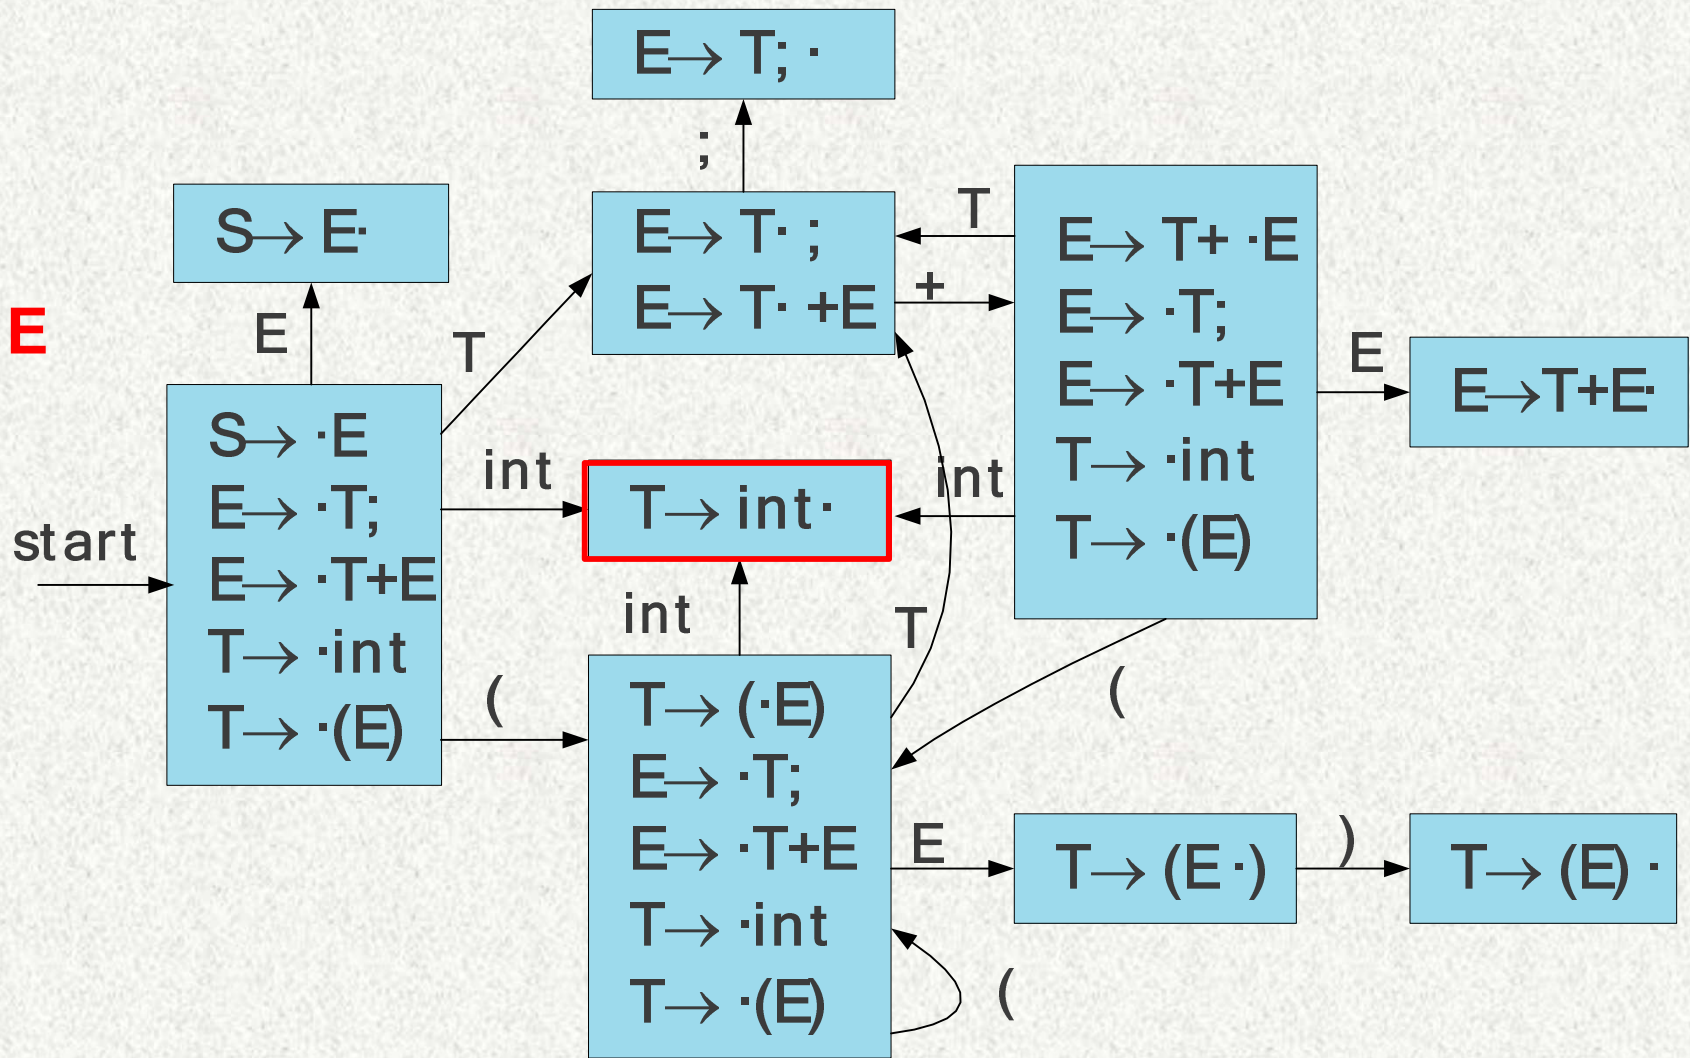 E→ T; ·
;
S→ E·
E→ T· ;
E→ T· +E
T
+
E→ T+ ·E
E→ ·T;
E→ ·T+E
T→ ·int
T→ ·(E)
E
E
T
E
E→T+E·
start
S→ ·E
E→ ·T;
E→ ·T+E
T→ ·int
T→ ·(E)
int
T→ int·
int
int
T
(
(
T→ (·E)
E→ ·T;
E→ ·T+E
T→ ·int
T→ ·(E)
E
T→ (E ·)
)
T→ (E) ·
(